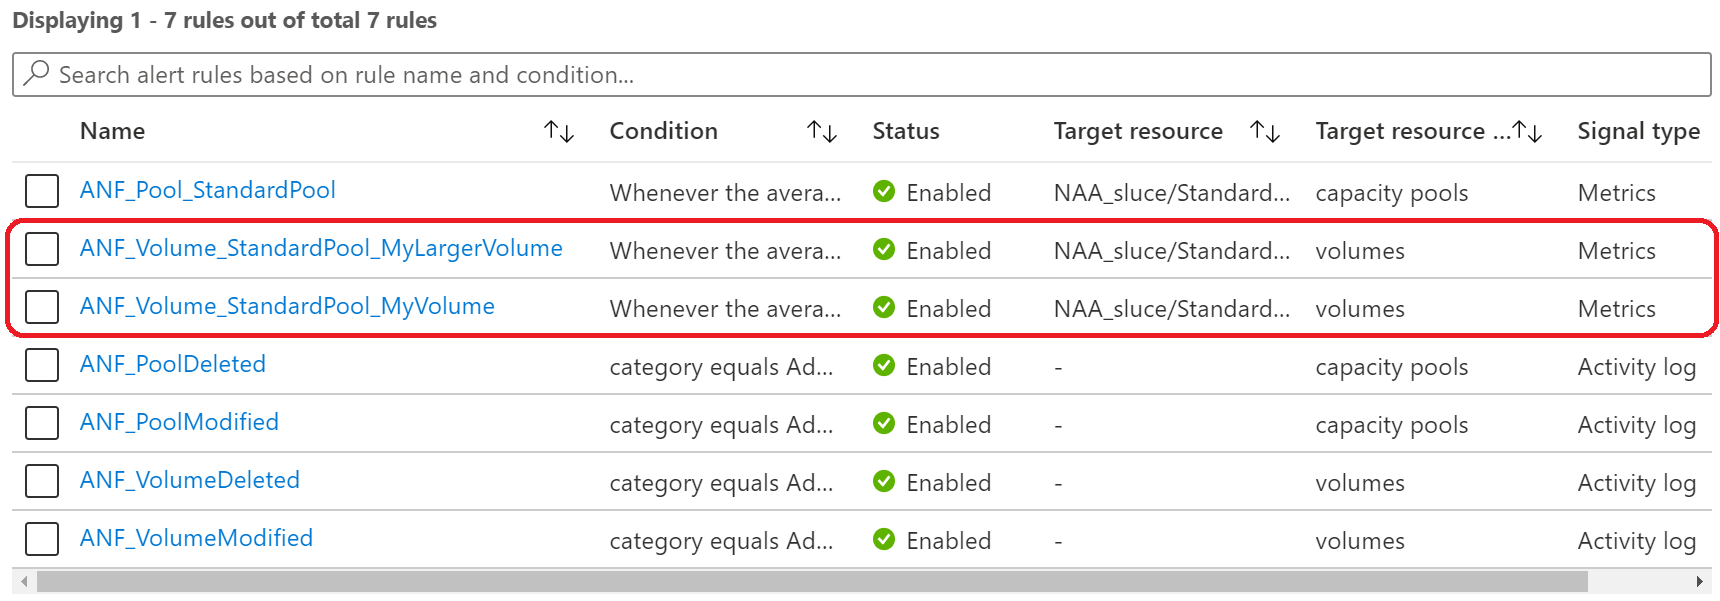 Displaying 1 - 7 rules out of total 7 rules
Search alert rules based on rule name and condition...
Name Condition Status Target resource Target resource ... Signal type
ANF_Pool_StandardPool Whenever the avera... Enabled NAA_sluce/Standard... capacity pools Metrics
ANF_Volume_StandardPool_MyLargerVolume Whenever the avera... Enabled NAA_sluce/Standard... volumes Metrics
ANF_Volume_StandardPool_MyVolume Whenever the avera... Enabled NAA_sluce/Standard... volumes Metrics
ANF_PoolDeleted category equals Ad... Enabled - capacity pools Activity log
ANF_PoolModified category equals Ad... Enabled - capacity pools Activity log
ANF_VolumeDeleted category equals Ad... Enabled - volumes Activity log
ANF_VolumeModified category equals Ad... Enabled - volumes Activity log